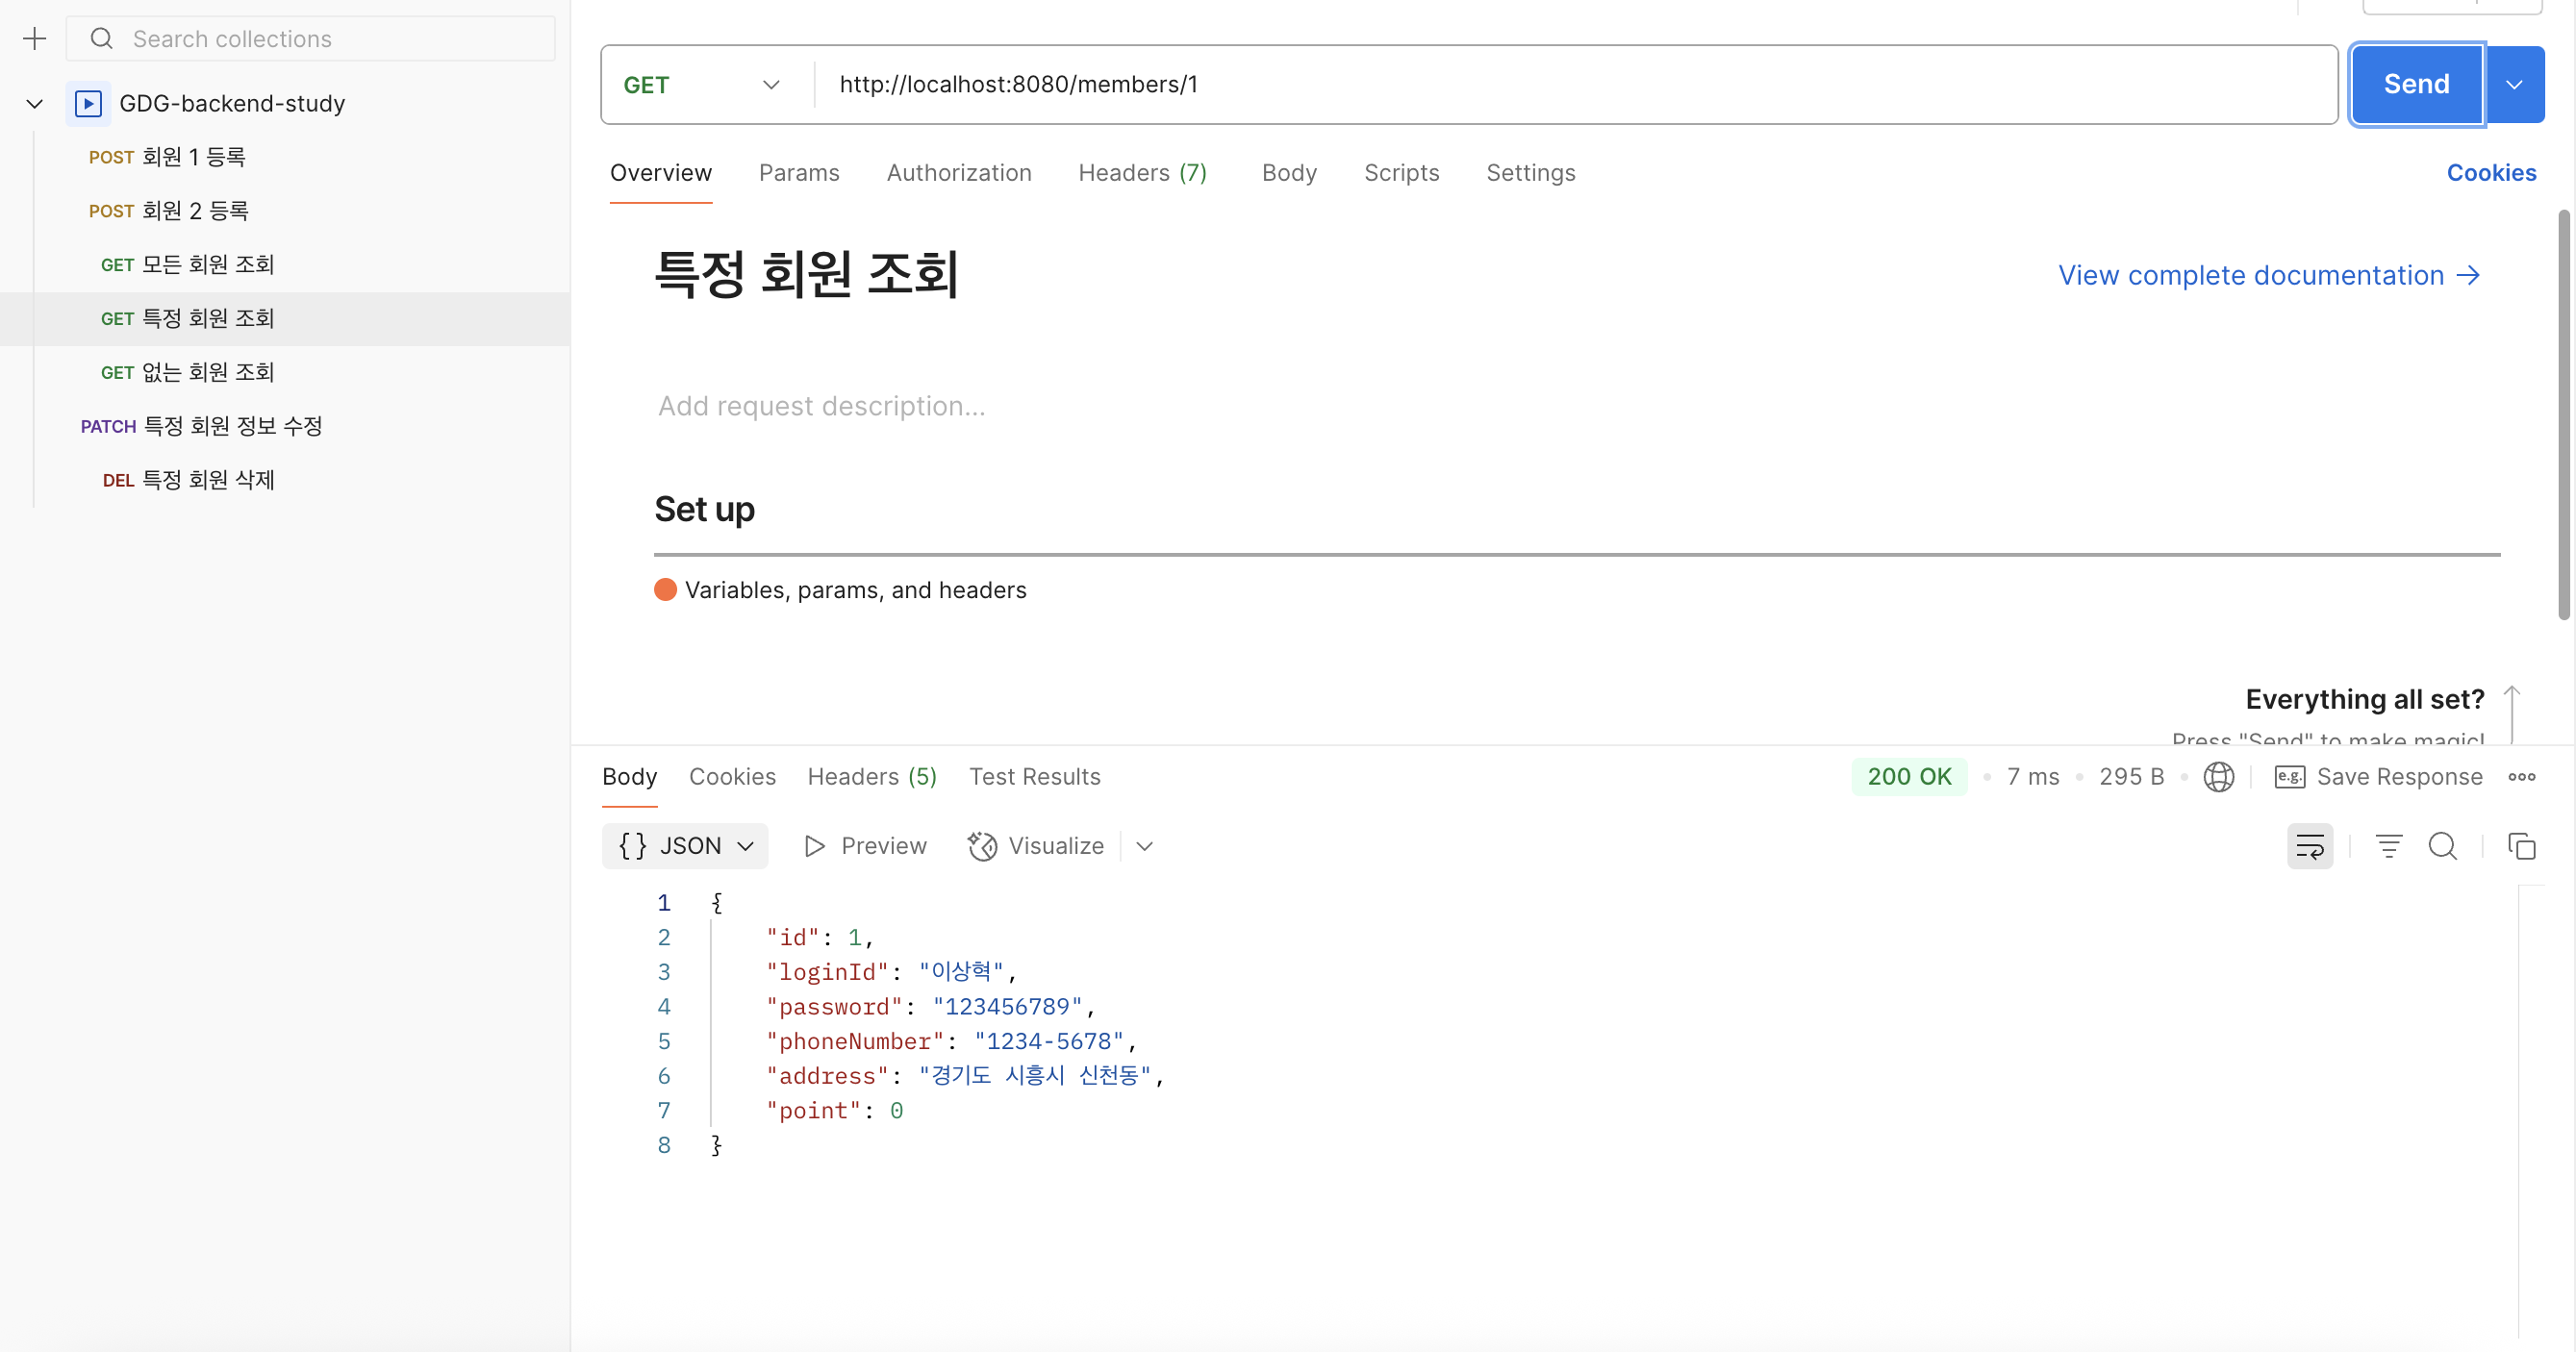 Search collections
GDG-backend-study
POST 회원 1 등록
POST 회원 2 등록
GET 모든 회원 조회
GET 특정 회원 조회
GET 없는 회원 조회
PATCH 특정 회원 정보 수정
DEL 특정 회원 삭제
GET http://localhost:8080/members/1
Send
Overview Params Authorization Headers (7) Body Scripts Settings Cookies
특정 회원 조회
View complete documentation →
Add request description...
Set up
Variables, params, and headers
Everything all set?
Press "Send" to make magic!
Body Cookies Headers (5) Test Results 200 OK • 7 ms • 295 B • e.g. Save Response
{} JSON Preview Visualize
1 {
2 "id": 1,
3 "loginId": "이상혁",
4 "password": "123456789",
5 "phoneNumber": "1234-5678",
6 "address": "경기도 시흥시 신천동",
7 "point": 0
8 }